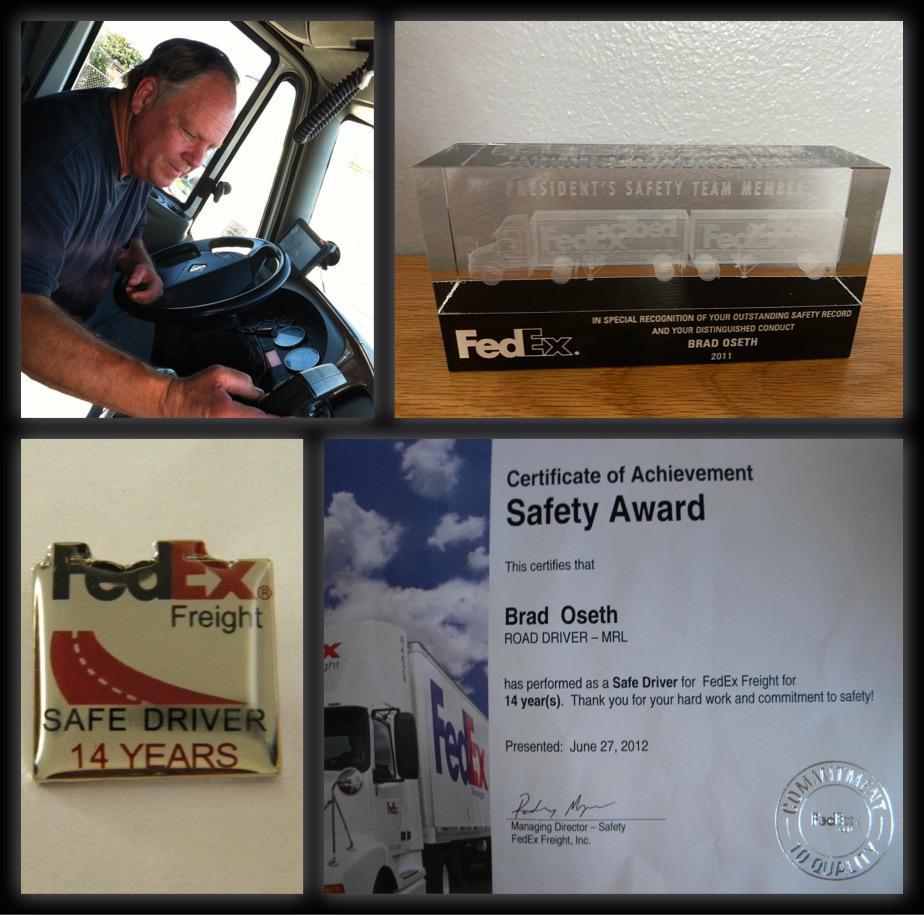 PRESIDENT'S SAFETY TEAM MEMBER
FedEx
FedEx
IN SPECIAL RECOGNITION OF YOUR OUTSTANDING SAFETY RECORD
AND YOUR DISTINGUISHED CONDUCT
BRAD OSETH
2011
FedEx.
FedEx®
Freight
SAFE DRIVER
14 YEARS
Certificate of Achievement
Safety Award
This certifies that
Brad Oseth
ROAD DRIVER – MRL
has performed as a Safe Driver for FedEx Freight for
14 year(s). Thank you for your hard work and commitment to safety!
Presented: June 27, 2012
Managing Director – Safety
FedEx Freight, Inc.
COMMITMENT
FedEx
TO QUALITY
FedEx
Freight
FedEx